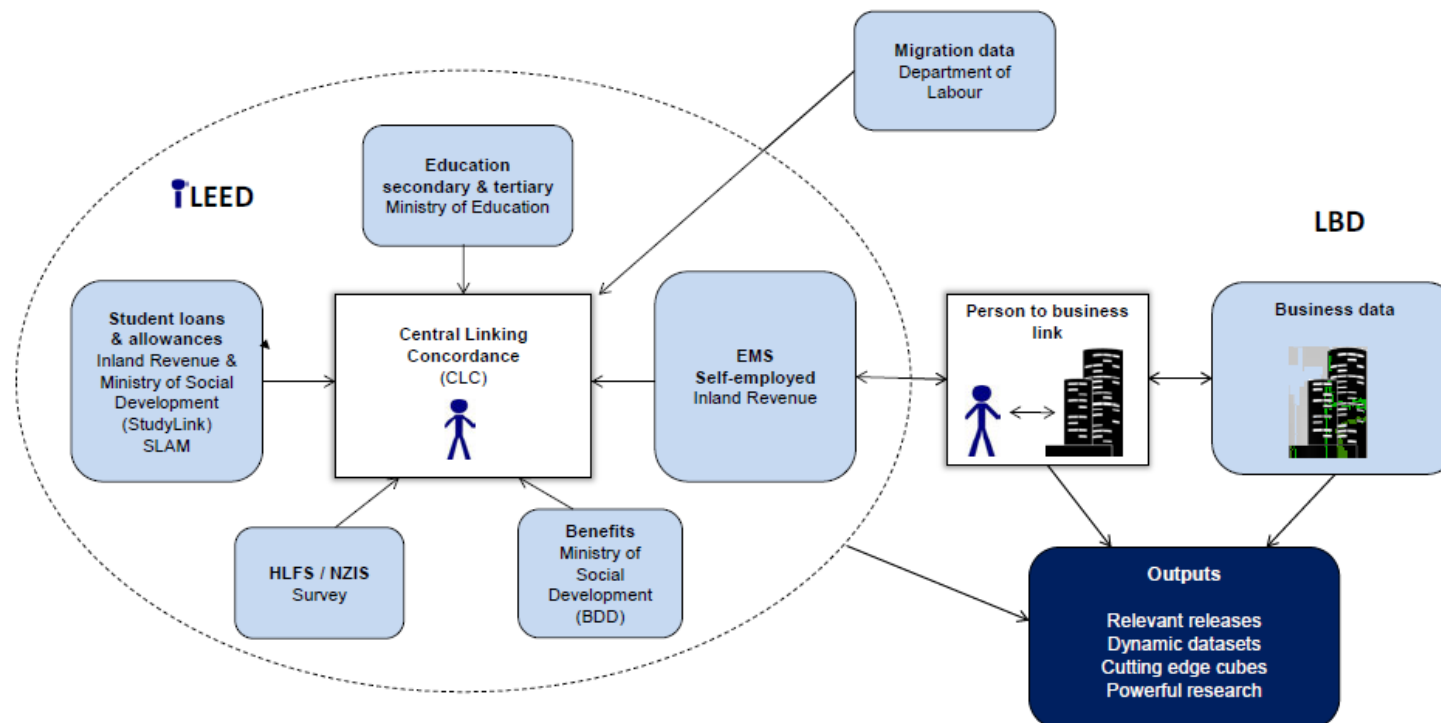 Migration data
Department of
Labour
Education
secondary & tertiary
Ministry of Education
iLEED
LBD
Student loans
& allowances
Inland Revenue &
Ministry of Social
Development
(StudyLink)
SLAM
Central Linking
Concordance
(CLC)
EMS
Self-employed
Inland Revenue
Person to business
link
Business data
HLFS / NZIS
Survey
Benefits
Ministry of
Social
Development
(BDD)
Outputs
Relevant releases
Dynamic datasets
Cutting edge cubes
Powerful research